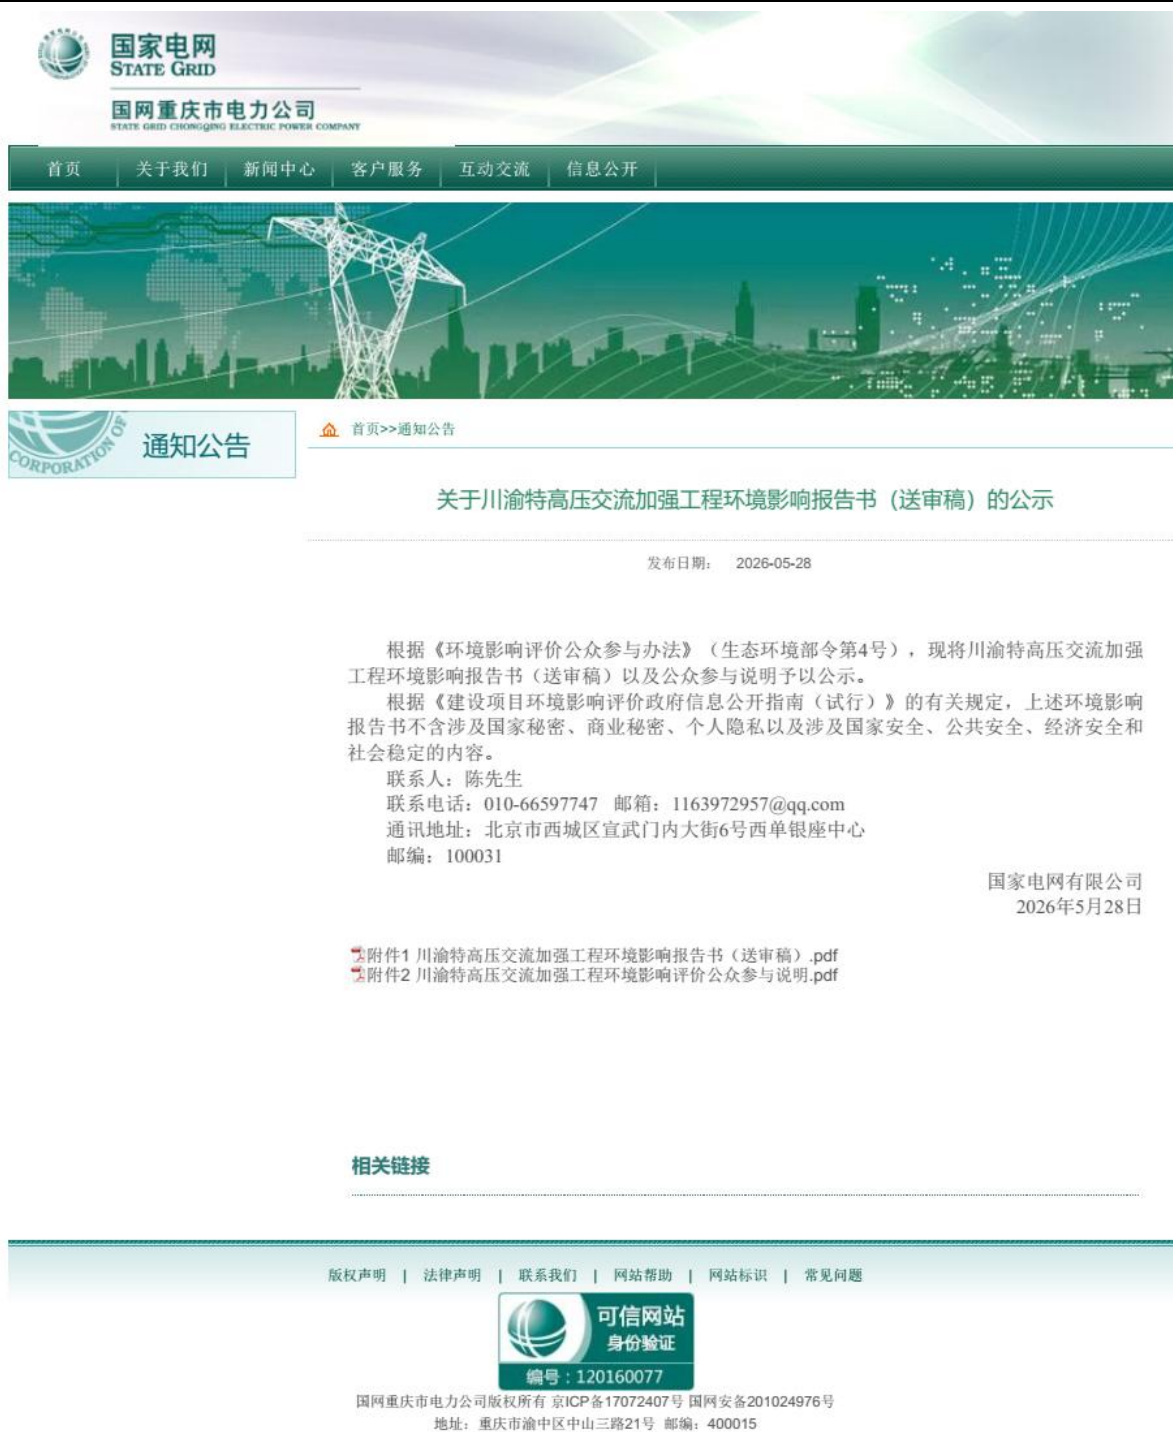 国家电网
STATE GRID
国网重庆市电力公司
STATE GRID CHONGQING ELECTRIC POWER COMPANY
首页 关于我们 新闻中心 客户服务 互动交流 信息公开
CORPORATION OF
通知公告
首页>>通知公告
关于川渝特高压交流加强工程环境影响报告书（送审稿）的公示
发布日期： 2026-05-28
根据《环境影响评价公众参与办法》（生态环境部令第4号），现将川渝特高压交流加强
工程环境影响报告书（送审稿）以及公众参与说明予以公示。
根据《建设项目环境影响评价政府信息公开指南（试行）》的有关规定，上述环境影响
报告书不含涉及国家秘密、商业秘密、个人隐私以及涉及国家安全、公共安全、经济安全和
社会稳定的内容。
联系人：陈先生
联系电话：010-66597747 邮箱：1163972957@qq.com
通讯地址：北京市西城区宣武门内大街6号西单银座中心
邮编：100031
国家电网有限公司
2026年5月28日
附件1 川渝特高压交流加强工程环境影响报告书（送审稿）.pdf
附件2 川渝特高压交流加强工程环境影响评价公众参与说明.pdf
相关链接
版权声明 | 法律声明 | 联系我们 | 网站帮助 | 网站标识 | 常见问题
可信网站
身份验证
编号：120160077
国网重庆市电力公司版权所有 京ICP备17072407号 国网安备201024976号
地址：重庆市渝中区中山三路21号 邮编：400015